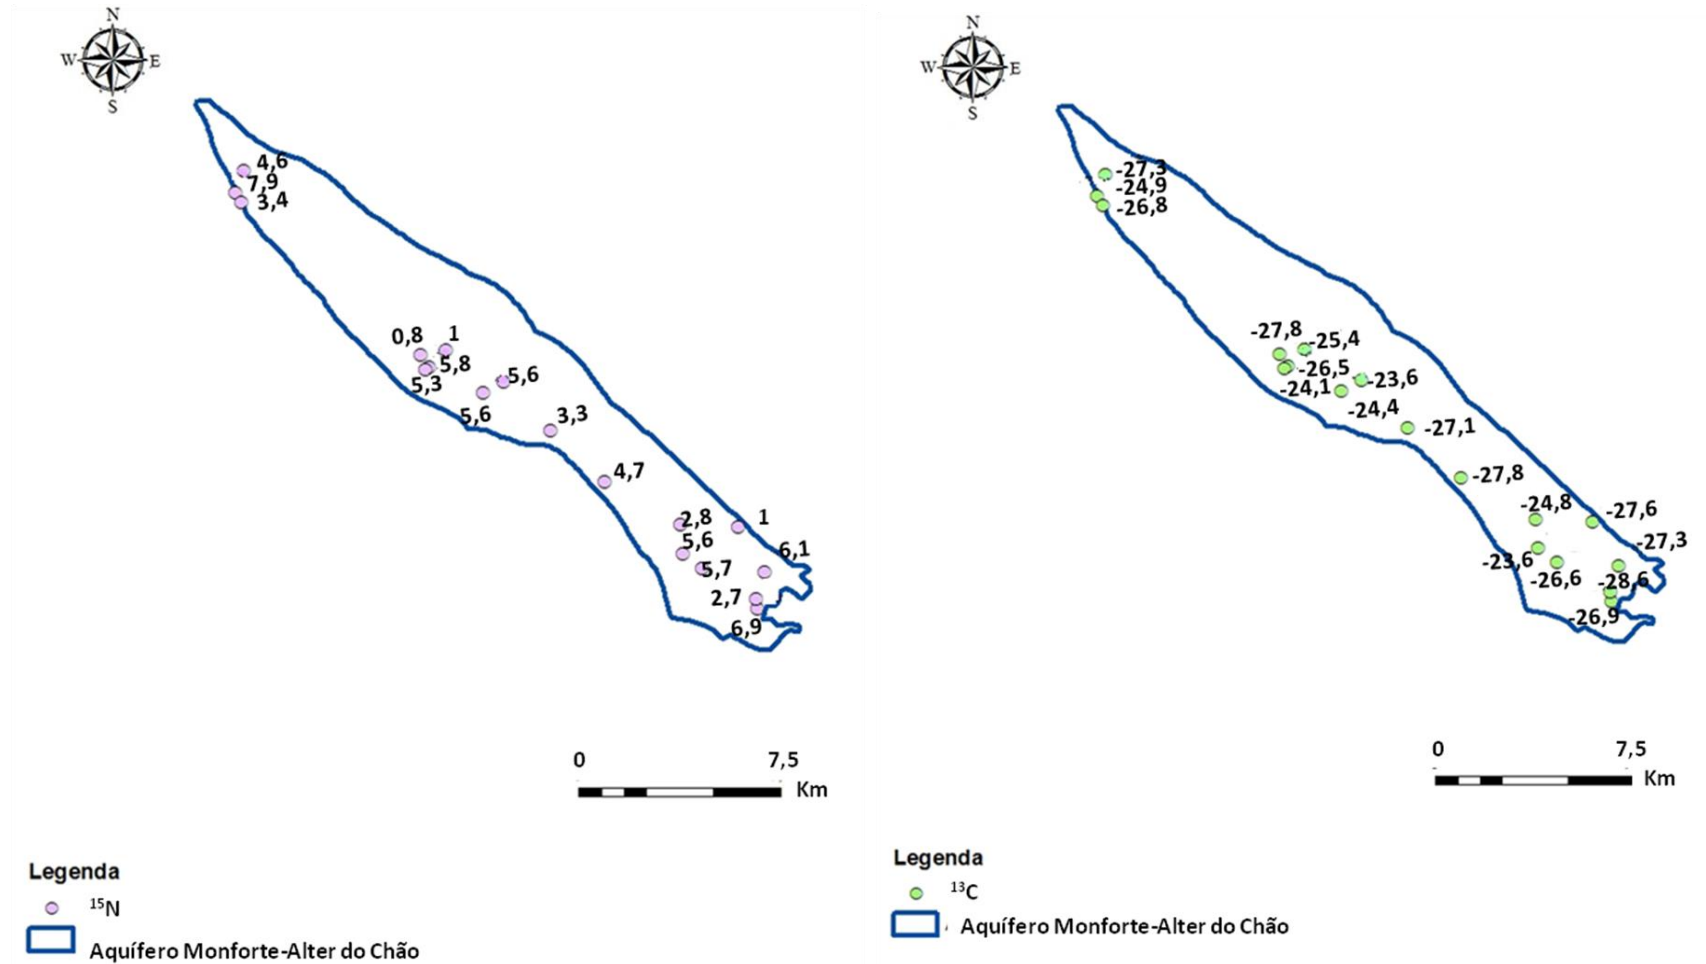 N
W E
S
4,6
7,9
3,4
0,8
1
5,8
5,3
5,6
5,6
3,3
4,7
2,8
1
5,6
6,1
5,7
2,7
6,9
0 7,5
Km
Legenda
15N
Aquífero Monforte-Alter do Chão
N
W E
S
-27,3
-24,9
-26,8
-27,8
-25,4
-26,5
-24,1
-23,6
-24,4
-27,1
-27,8
-24,8
-27,6
-27,3
-23,6
-26,6
-28,6
-26,9
0 7,5
Km
Legenda
13C
Aquífero Monforte-Alter do Chão